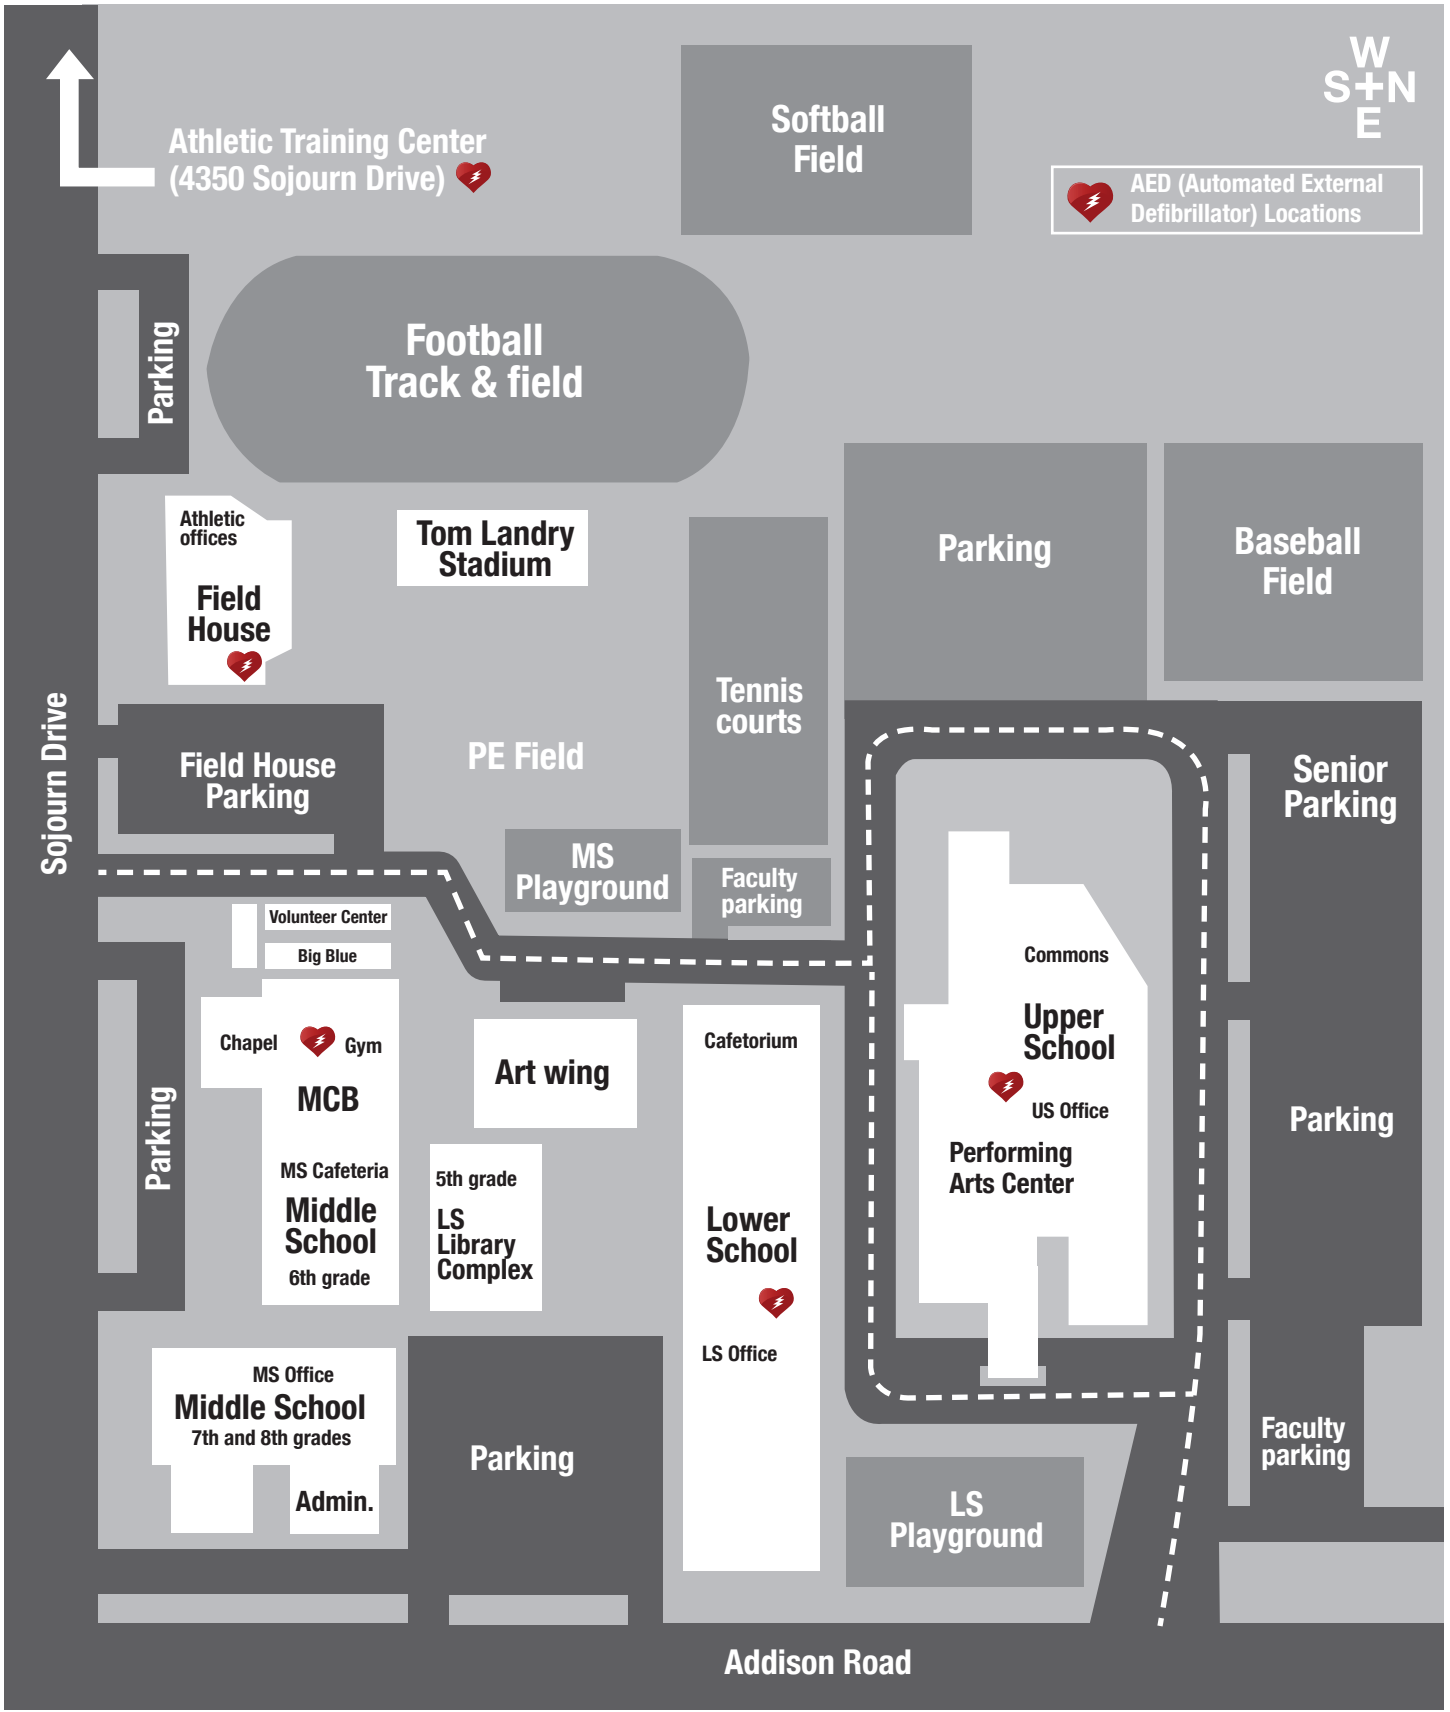 W
S N
E
Athletic Training Center
(4350 Sojourn Drive)
Softball
Field
AED (Automated External
Defibrillator) Locations
Parking
Football
Track & field
Athletic
offices
Field
House
Tom Landry
Stadium
Tennis
courts
Parking
Baseball
Field
Sojourn Drive
Field House
Parking
PE Field
MS
Playground
Faculty
parking
Senior
Parking
Volunteer Center
Big Blue
Chapel
Gym
MCB
MS Cafeteria
Middle
School
6th grade
Parking
Art wing
5th grade
LS
Library
Complex
Cafetorium
Lower
School
LS Office
Commons
Upper
School
US Office
Performing
Arts Center
Parking
MS Office
Middle School
7th and 8th grades
Admin.
Parking
LS
Playground
Faculty
parking
Addison Road